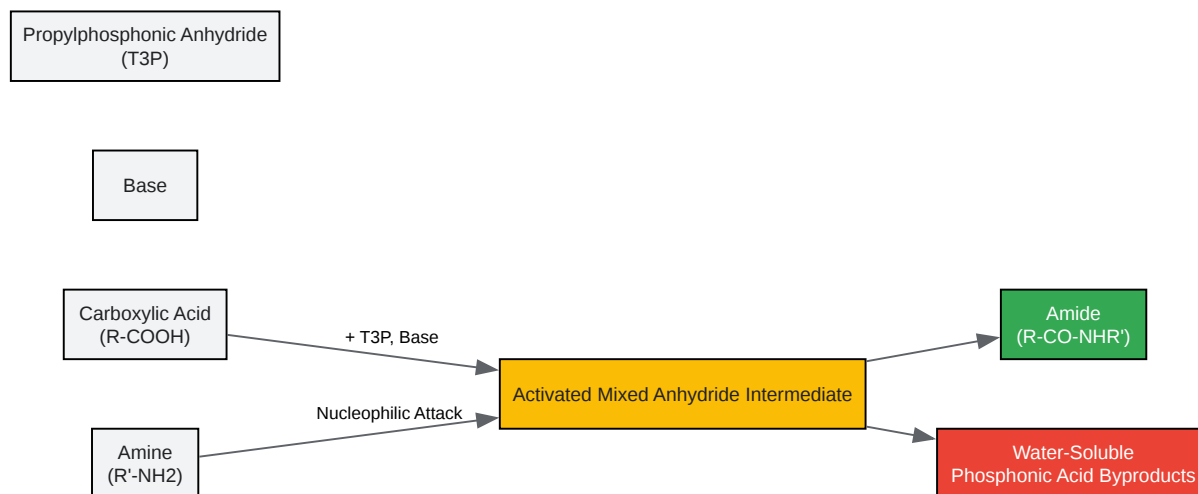 Propylphosphonic Anhydride
(T3P)
Base
Carboxylic Acid
(R-COOH)
+ T3P, Base
Amide
(R-CO-NHR')
Activated Mixed Anhydride Intermediate
Nucleophilic Attack
Amine
(R'-NH2)
Water-Soluble
Phosphonic Acid Byproducts